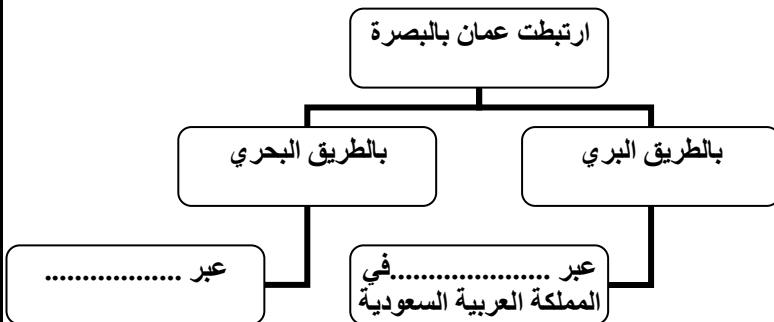 ارتبطت عمان بالبصرة
بالطريق البري
بالطريق البحري
عبر .....................في
المملكة العربية السعودية
عبر ..................